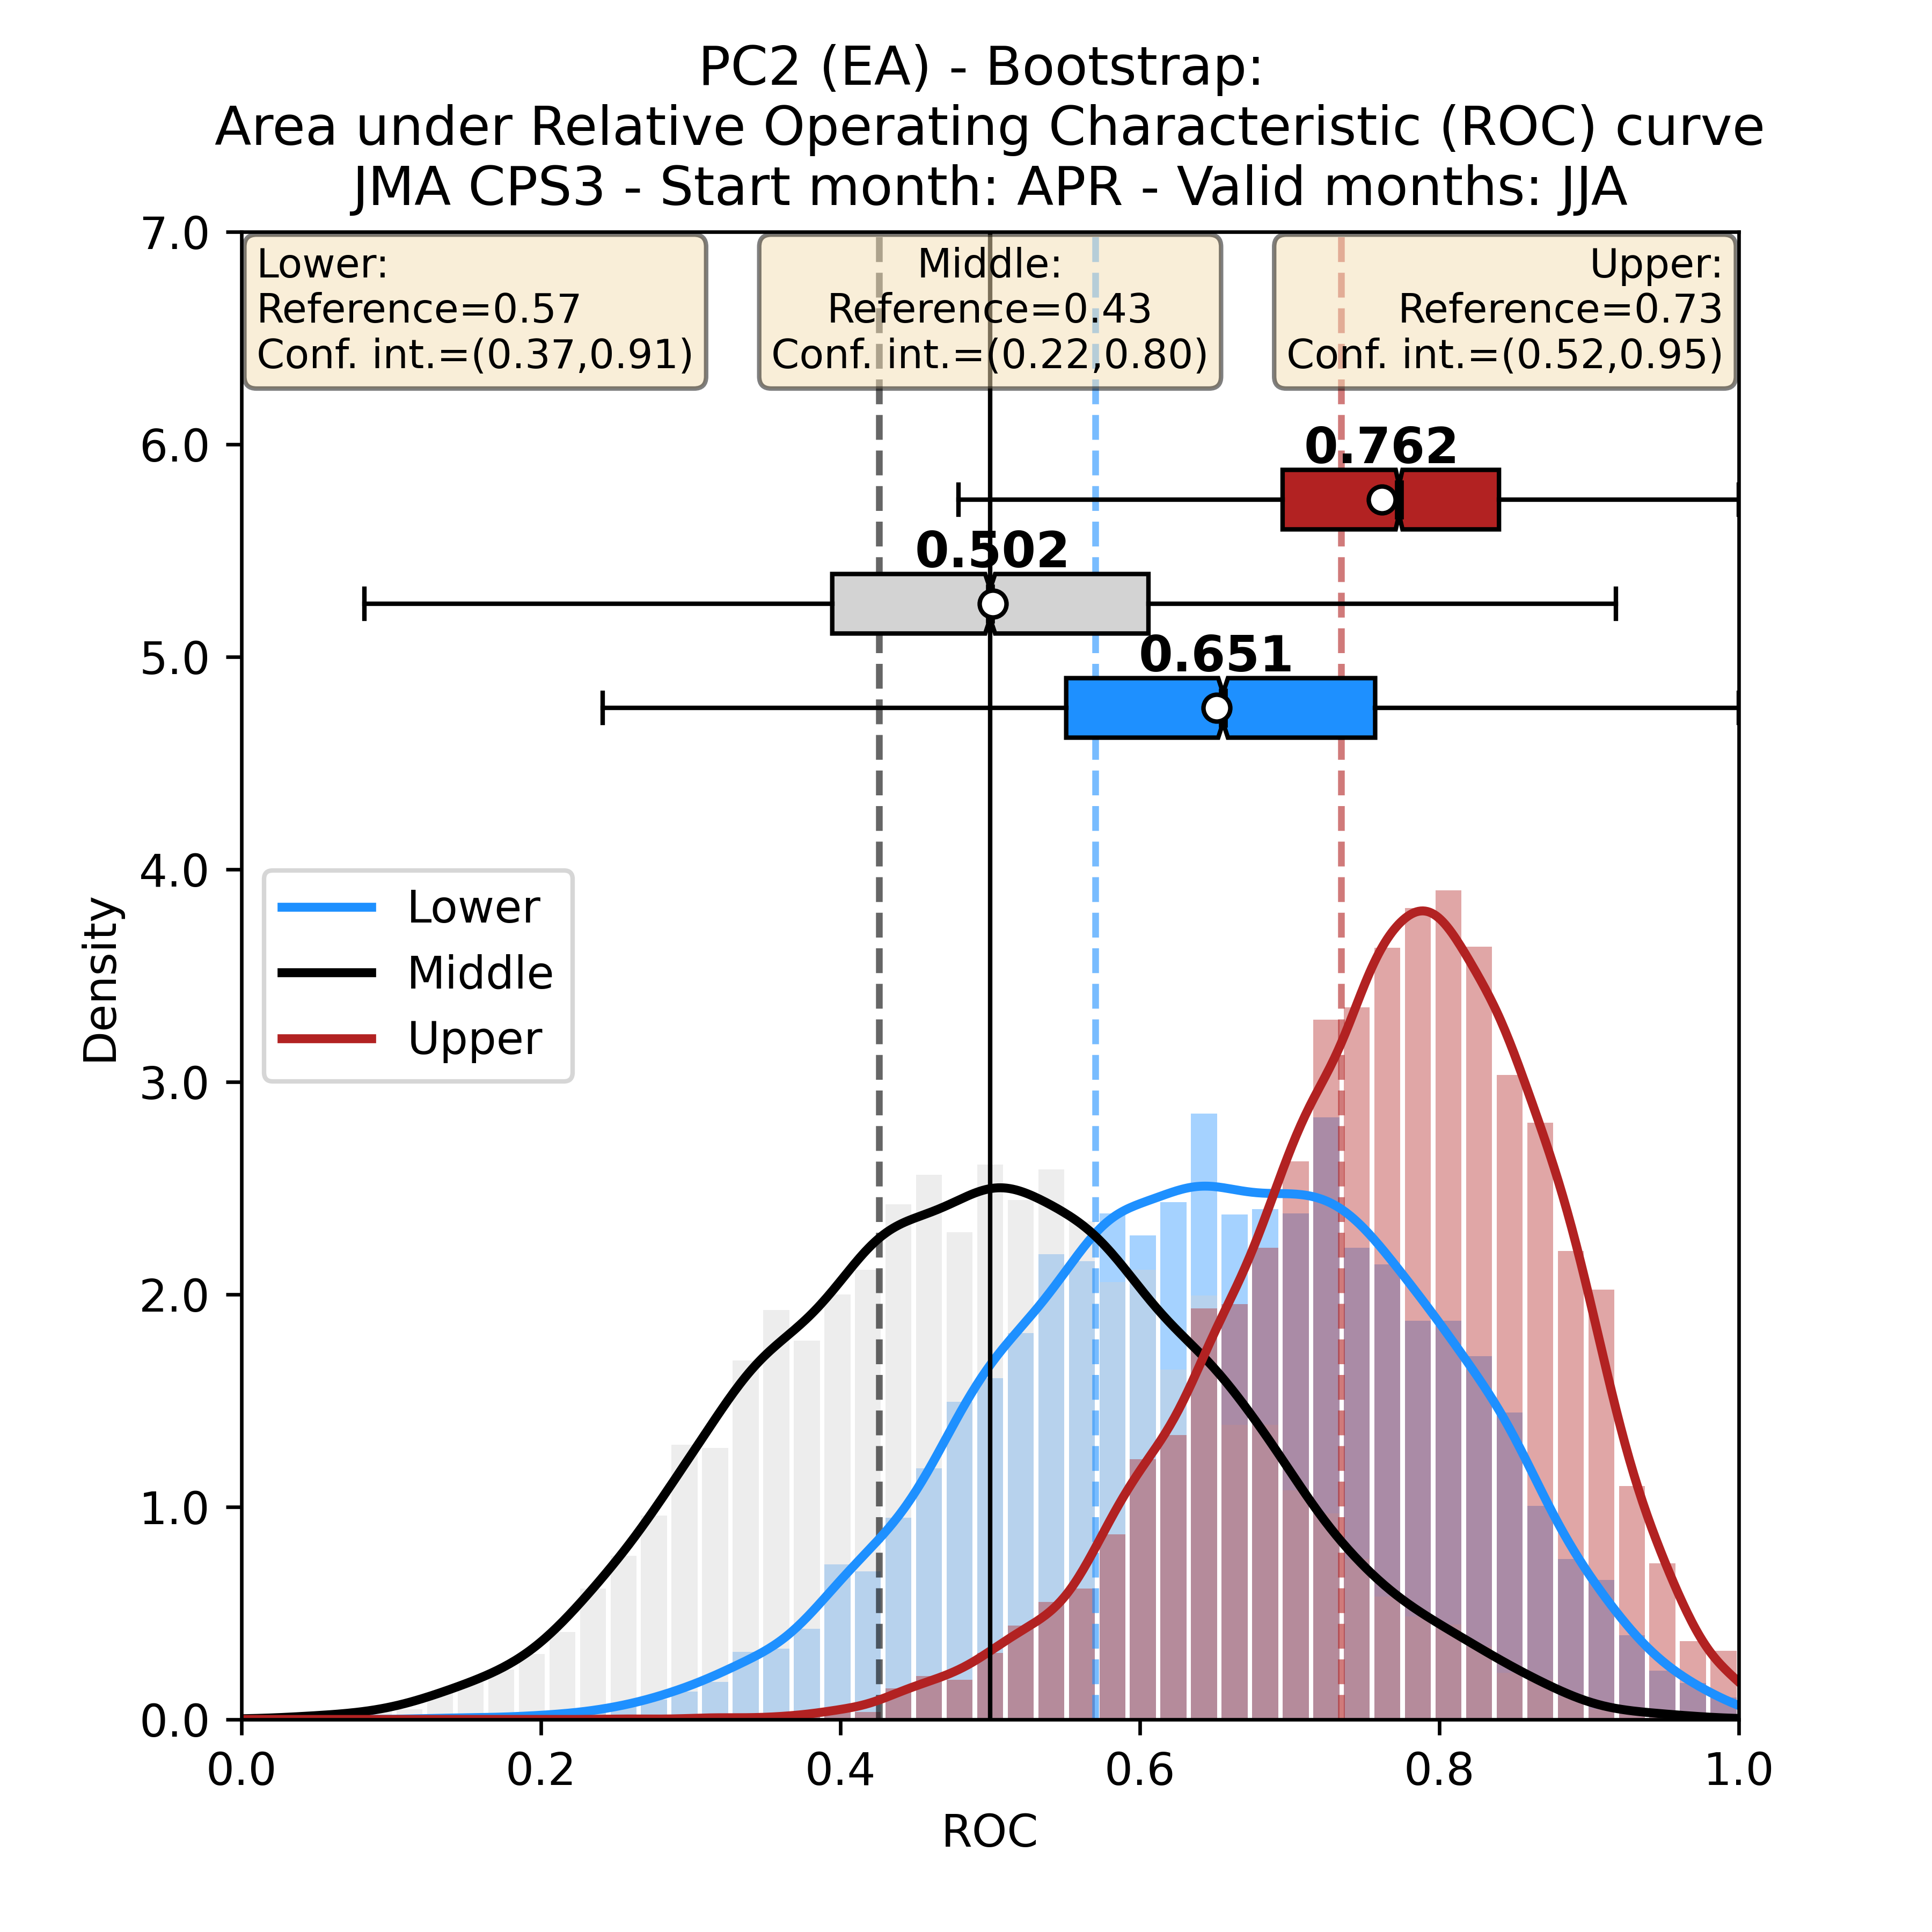 PC2 (EA) - Bootstrap:
Area under Relative Operating Characteristic (ROC) curve
JMA CPS3 - Start month: APR - Valid months: JJA
7.0
Lower:
Reference=0.57
Conf. int.=(0.37,0.91)
Middle:
Reference=0.43
Conf. int.=(0.22,0.80)
Upper:
Reference=0.73
Conf. int.=(0.52,0.95)
6.0
0.762
0.502
5.0
0.651
4.0
Lower
Middle
Upper
Density
3.0
2.0
1.0
0.0
0.0
0.2
0.4
0.6
0.8
1.0
ROC